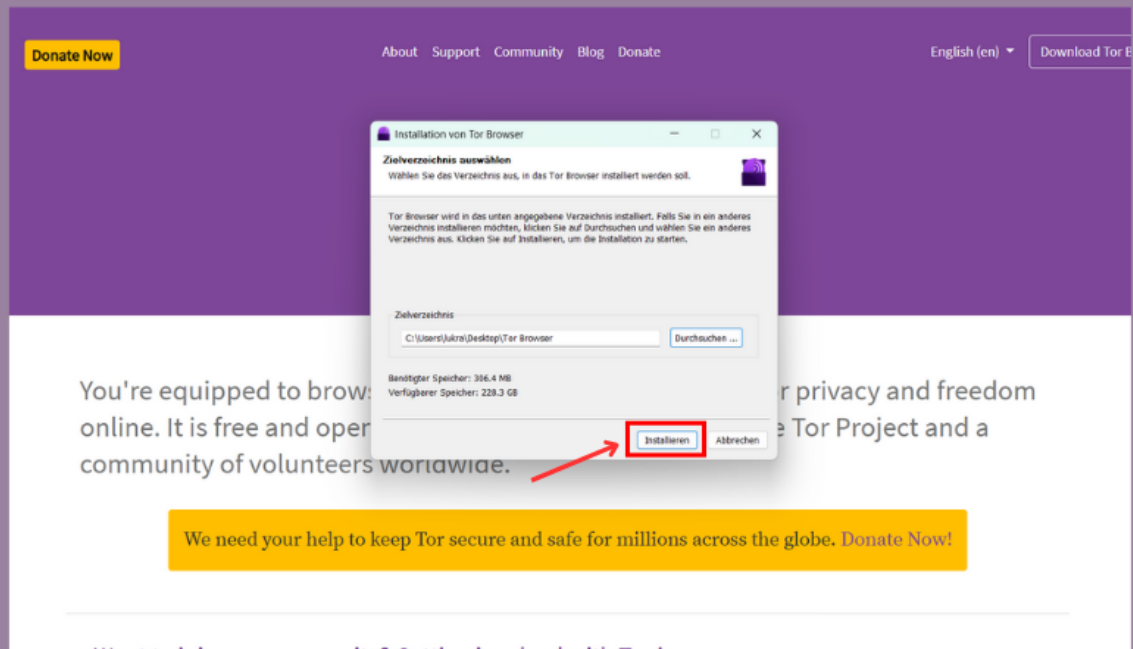 Donate Now
About Support Community Blog Donate
English (en)
Download Tor B
Installation von Tor Browser
Zielverzeichnis auswählen
Wählen Sie das Verzeichnis aus, in das Tor Browser installiert werden soll.
Tor Browser wird in das unten angegebene Verzeichnis installiert. Falls Sie in ein anderes
Verzeichnis installieren möchten, klicken Sie auf Durchsuchen und wählen Sie ein anderes
Verzeichnis aus. Klicken Sie auf Installieren, um die Installation zu starten.
Zielverzeichnis
C:\Users\lukra\Desktop\Tor Browser
Durchsuchen ...
Benötigter Speicher: 306.4 MB
Verfügbarer Speicher: 228.3 GB
Installieren
Abbrechen
You're equipped to brow r privacy and freedom
online. It is free and oper e Tor Project and a
community of volunteers worldwide.
We need your help to keep Tor secure and safe for millions across the globe. Donate Now!